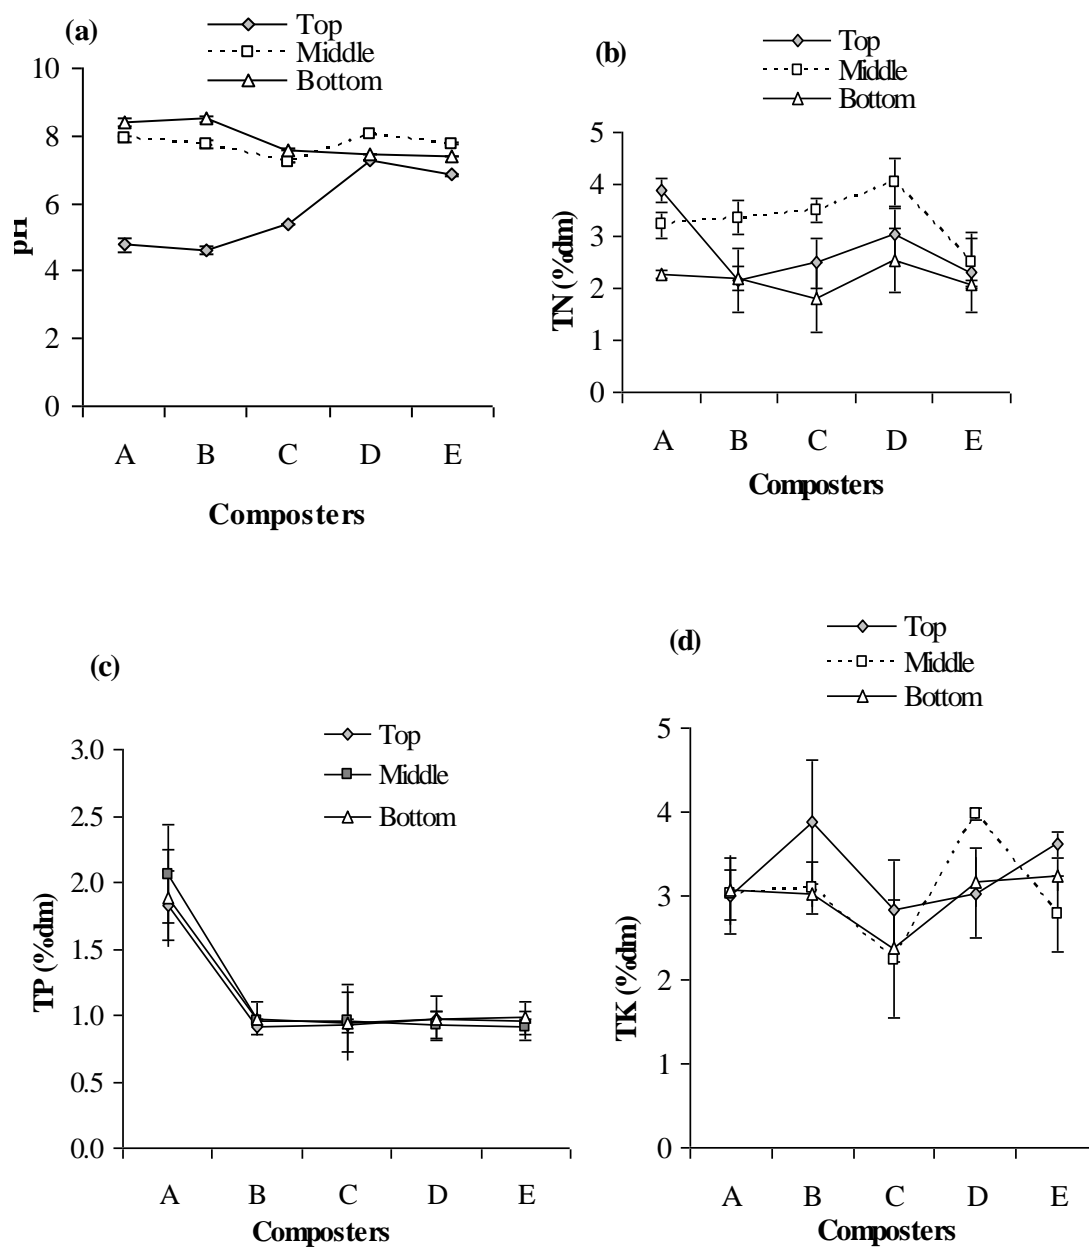 (a)
Top
Middle
Bottom
10
8
6
4
2
0
pH
A B C D E
Composters
(b)
Top
Middle
Bottom
5
4
3
2
1
0
TN (%dm)
A B C D E
Composters
(c)
Top
Middle
Bottom
3.0
2.5
2.0
1.5
1.0
0.5
0.0
TP (%dm)
A B C D E
Composters
(d)
Top
Middle
Bottom
5
4
3
2
1
0
TK (%dm)
A B C D E
Composters